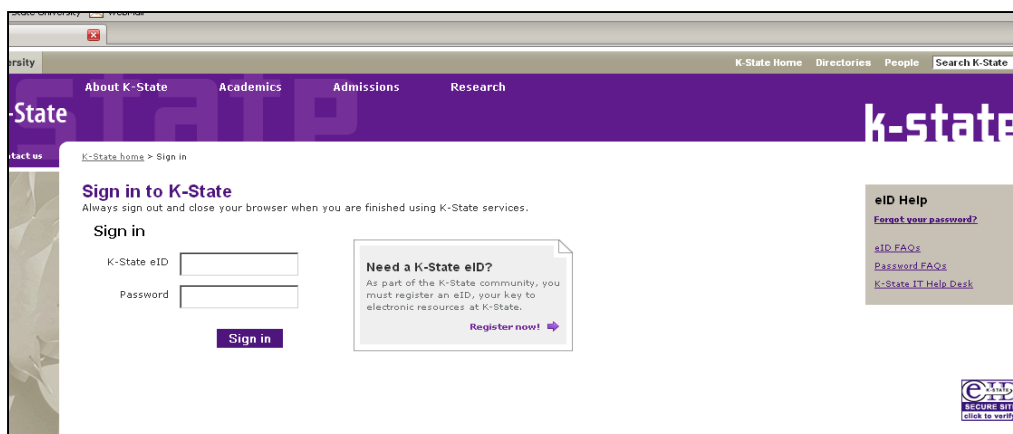 WebMail
ersity
K-State Home Directories People Search K-State
About K-State Academics Admissions Research
-State
k-state
tact us
K-State home > Sign in
Sign in to K-State
Always sign out and close your browser when you are finished using K-State services.
Sign in
K-State eID
Password
Sign in
Need a K-State eID?
As part of the K-State community, you
must register an eID, your key to
electronic resources at K-State.
Register now!
eID Help
Forgot your password?
eID FAQs
Password FAQs
K-State IT Help Desk
eID
K-STATE
SECURE SIT
click to verify